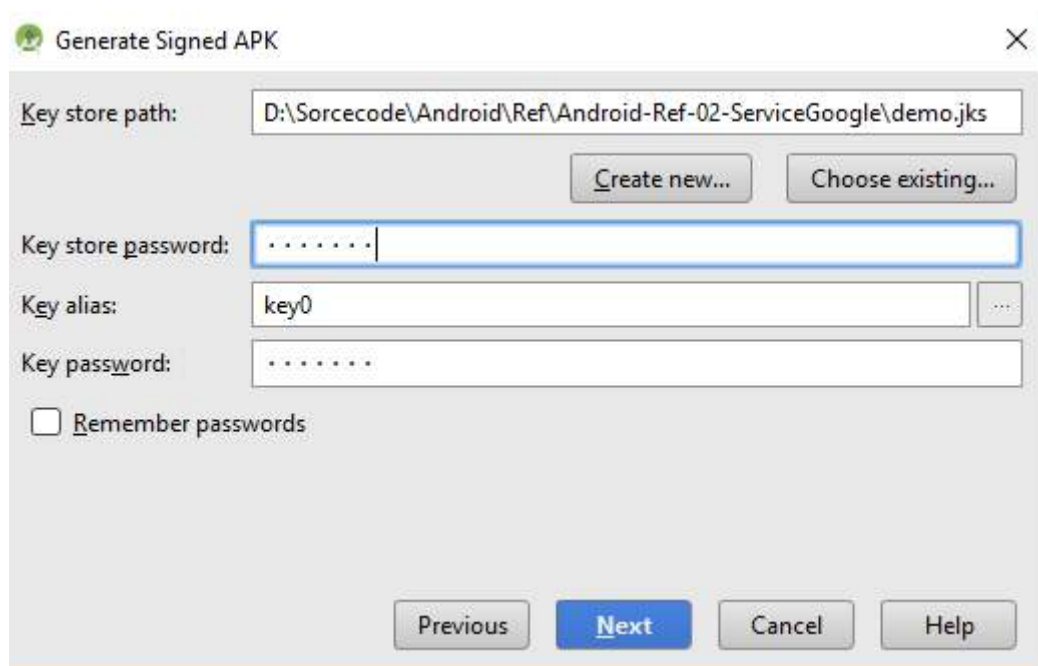 Generate Signed APK
Key store path: D:\Sorcecode\Android\Ref\Android-Ref-02-ServiceGoogle\demo.jks
Create new... Choose existing...
Key store password: ·······
Key alias: key0 ...
Key password: ·······
Remember passwords
Previous Next Cancel Help